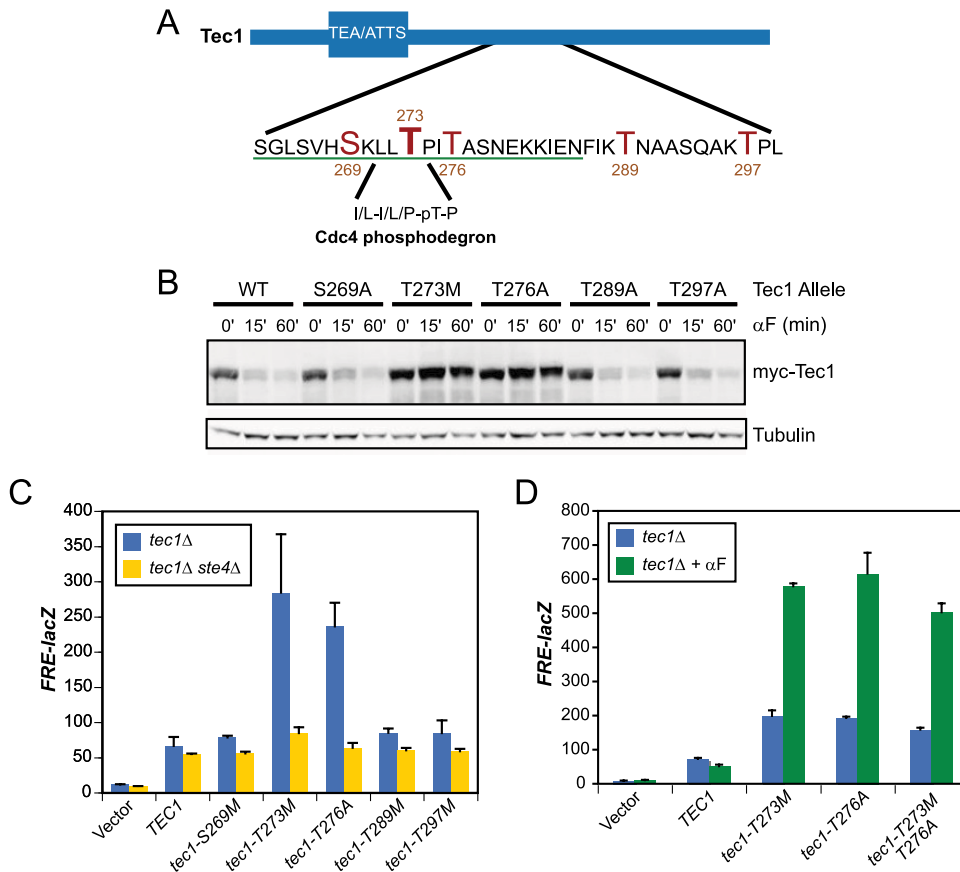 A
Tec1
TEA/ATTS
273
SGLSVHSKLLTPITASNEKKIENFIKTNAASQAKTPL
269 276 289 297
I/L-I/L/P-pT-P
Cdc4 phosphodegron
B
WT S269A T273M T276A T289A T297A Tec1 Allele
0' 15' 60' 0' 15' 60' 0' 15' 60' 0' 15' 60' 0' 15' 60' 0' 15' 60' αF (min)
myc-Tec1
Tubulin
C
FRE-lacZ
400
350
300
250
200
150
100
50
0
tec1Δ
tec1Δ ste4Δ
Vector
TEC1
tec1-S269M
tec1-T273M
tec1-T276A
tec1-T289M
tec1-T297M
D
FRE-lacZ
800
700
600
500
400
300
200
100
0
tec1Δ
tec1Δ + αF
Vector
TEC1
tec1-T273M
tec1-T276A
tec1-T273M
T276A